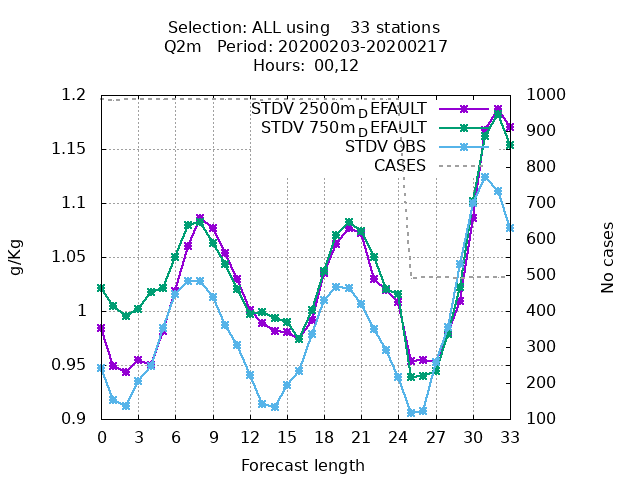 Selection: ALL using    33 stations
Q2m   Period: 20200203-20200217
Hours:  00,12
1.2
1.15
1.1
1.05
1
0.95
0.9
g/Kg
STDV 2500m_DEFAULT
STDV 750m_DEFAULT
STDV OBS
CASES
1000
900
800
700
600
500
400
300
200
100
No cases
0 3 6 9 12 15 18 21 24 27 30 33
Forecast length